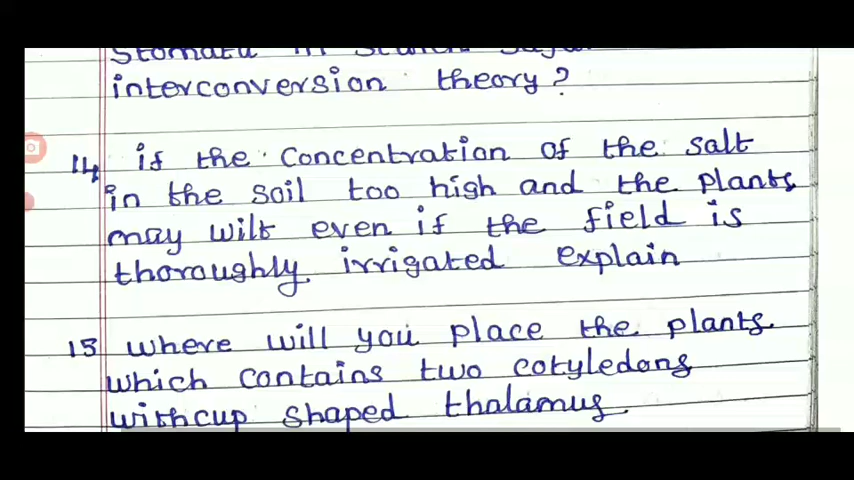 interconversion theory?
14, if the concentration of the salt
in the soil too high and the plants
may wilt even if the field is
thoroughly irrigated explain
15 where will you place the plants
which contains two cotyledons
withcup shaped thalamus